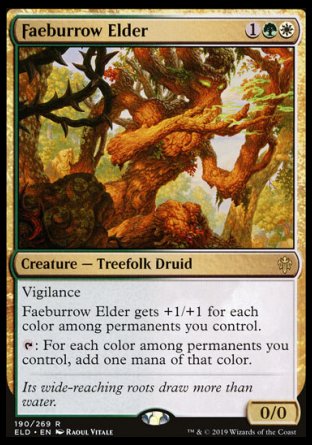 Faeburrow Elder 1
Creature — Treefolk Druid
Vigilance
Faeburrow Elder gets +1/+1 for each
color among permanents you control.
: For each color among permanents you
control, add one mana of that color.
Its wide-reaching roots draw more than
water.
0/0
190/269 R
ELD • EN RAOUL VITALE
™ & © 2019 Wizards of the Coast